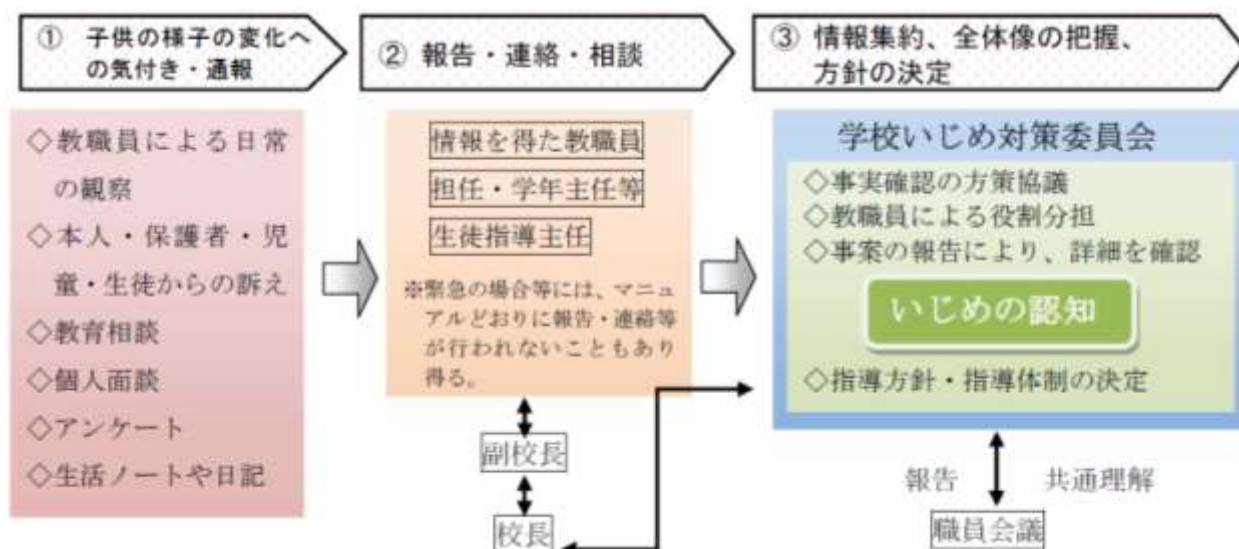 ① 子供の様子の変化へ
の気付き・通報
② 報告・連絡・相談
③ 情報集約、全体像の把握、
方針の決定
◇教職員による日常
の観察
◇本人・保護者・児
童・生徒からの訴え
◇教育相談
◇個人面談
◇アンケート
◇生活ノートや日記
情報を得た教職員
担任・学年主任等
生徒指導主任
※緊急の場合等には、マニュ
アルどおりに報告・連絡等
が行われないこともあり
得る。
副校長
校長
学校いじめ対策委員会
◇事実確認の方策協議
◇教職員による役割分担
◇事案の報告により、詳細を確認
いじめの認知
◇指導方針・指導体制の決定
報告 共通理解
職員会議